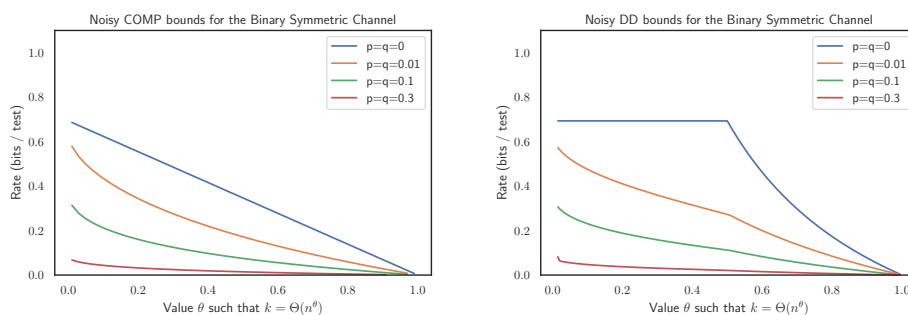 Noisy COMP bounds for the Binary Symmetric Channel
1.0
0.8
0.6
0.4
0.2
0.0
Rate (bits / test)
p=q=0
p=q=0.01
p=q=0.1
p=q=0.3
0.0 0.2 0.4 0.6 0.8 1.0
Value θ such that k = Θ(n^θ)
Noisy DD bounds for the Binary Symmetric Channel
1.0
0.8
0.6
0.4
0.2
0.0
Rate (bits / test)
p=q=0
p=q=0.01
p=q=0.1
p=q=0.3
0.0 0.2 0.4 0.6 0.8 1.0
Value θ such that k = Θ(n^θ)